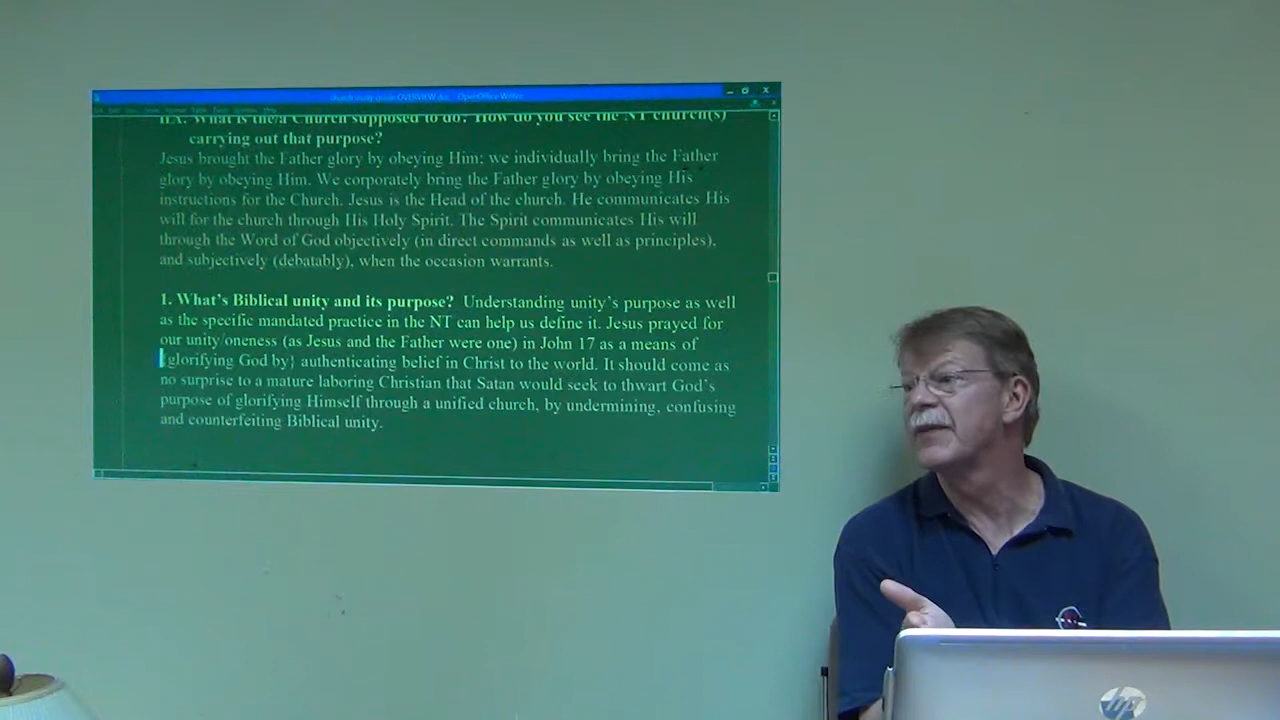 church study guide OVERVIEW.doc - OpenOffice Writer
II.A. What is the/a Church supposed to do? How do you see the NT church(s)
carrying out that purpose?
Jesus brought the Father glory by obeying Him; we individually bring the Father
glory by obeying Him. We corporately bring the Father glory by obeying His
instructions for the Church. Jesus is the Head of the church. He communicates His
will for the church through His Holy Spirit. The Spirit communicates His will
through the Word of God objectively (in direct commands as well as principles),
and subjectively (debatably), when the occasion warrants.
1. What's Biblical unity and its purpose? Understanding unity's purpose as well
as the specific mandated practice in the NT can help us define it. Jesus prayed for
our unity/oneness (as Jesus and the Father were one) in John 17 as a means of
{glorifying God by} authenticating belief in Christ to the world. It should come as
no surprise to a mature laboring Christian that Satan would seek to thwart God's
purpose of glorifying Himself through a unified church, by undermining, confusing
and counterfeiting Biblical unity.
hp